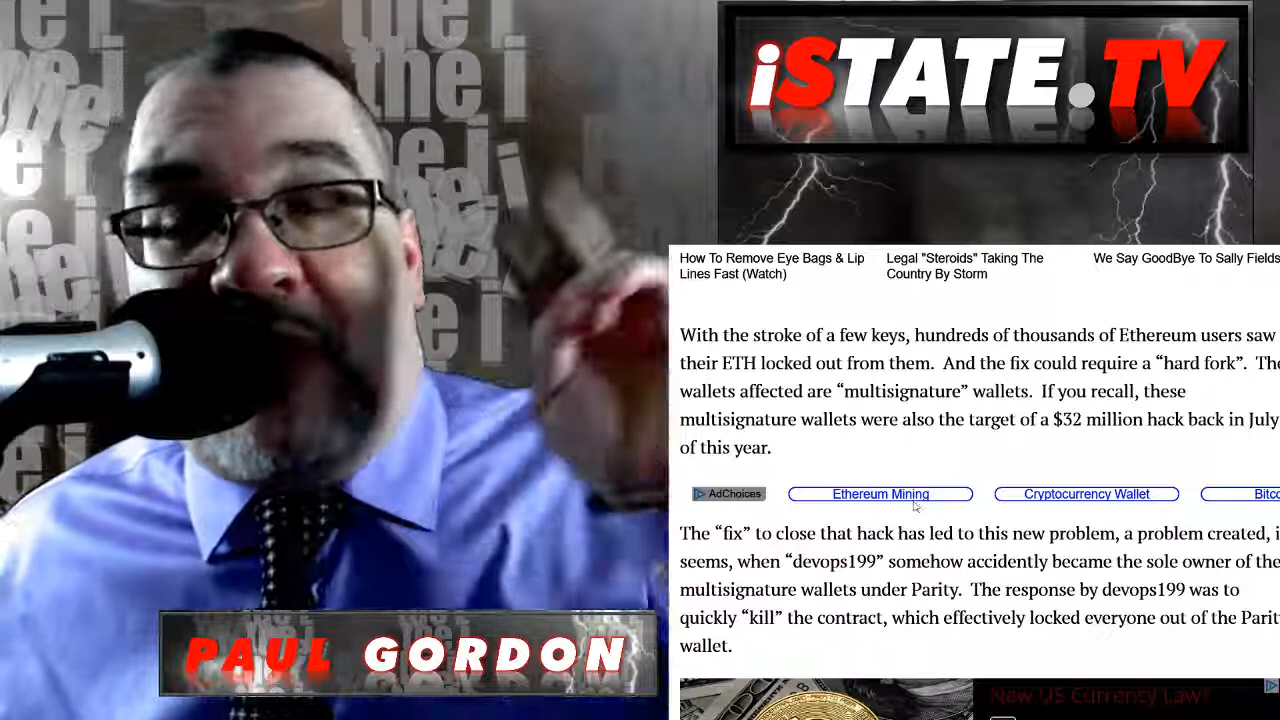 iSTATE.TV
How To Remove Eye Bags & Lip
Lines Fast (Watch)
Legal "Steroids" Taking The
Country By Storm
We Say GoodBye To Sally Fields
With the stroke of a few keys, hundreds of thousands of Ethereum users saw
their ETH locked out from them. And the fix could require a “hard fork”. The
wallets affected are “multisignature” wallets. If you recall, these
multisignature wallets were also the target of a $32 million hack back in July
of this year.
AdChoices
Ethereum Mining
Cryptocurrency Wallet
Bitco
The “fix” to close that hack has led to this new problem, a problem created, i
seems, when “devops199” somehow accidently became the sole owner of the
multisignature wallets under Parity. The response by devops199 was to
quickly “kill” the contract, which effectively locked everyone out of the Parit
wallet.
New US Currency Law?
PAUL GORDON
the i
the i